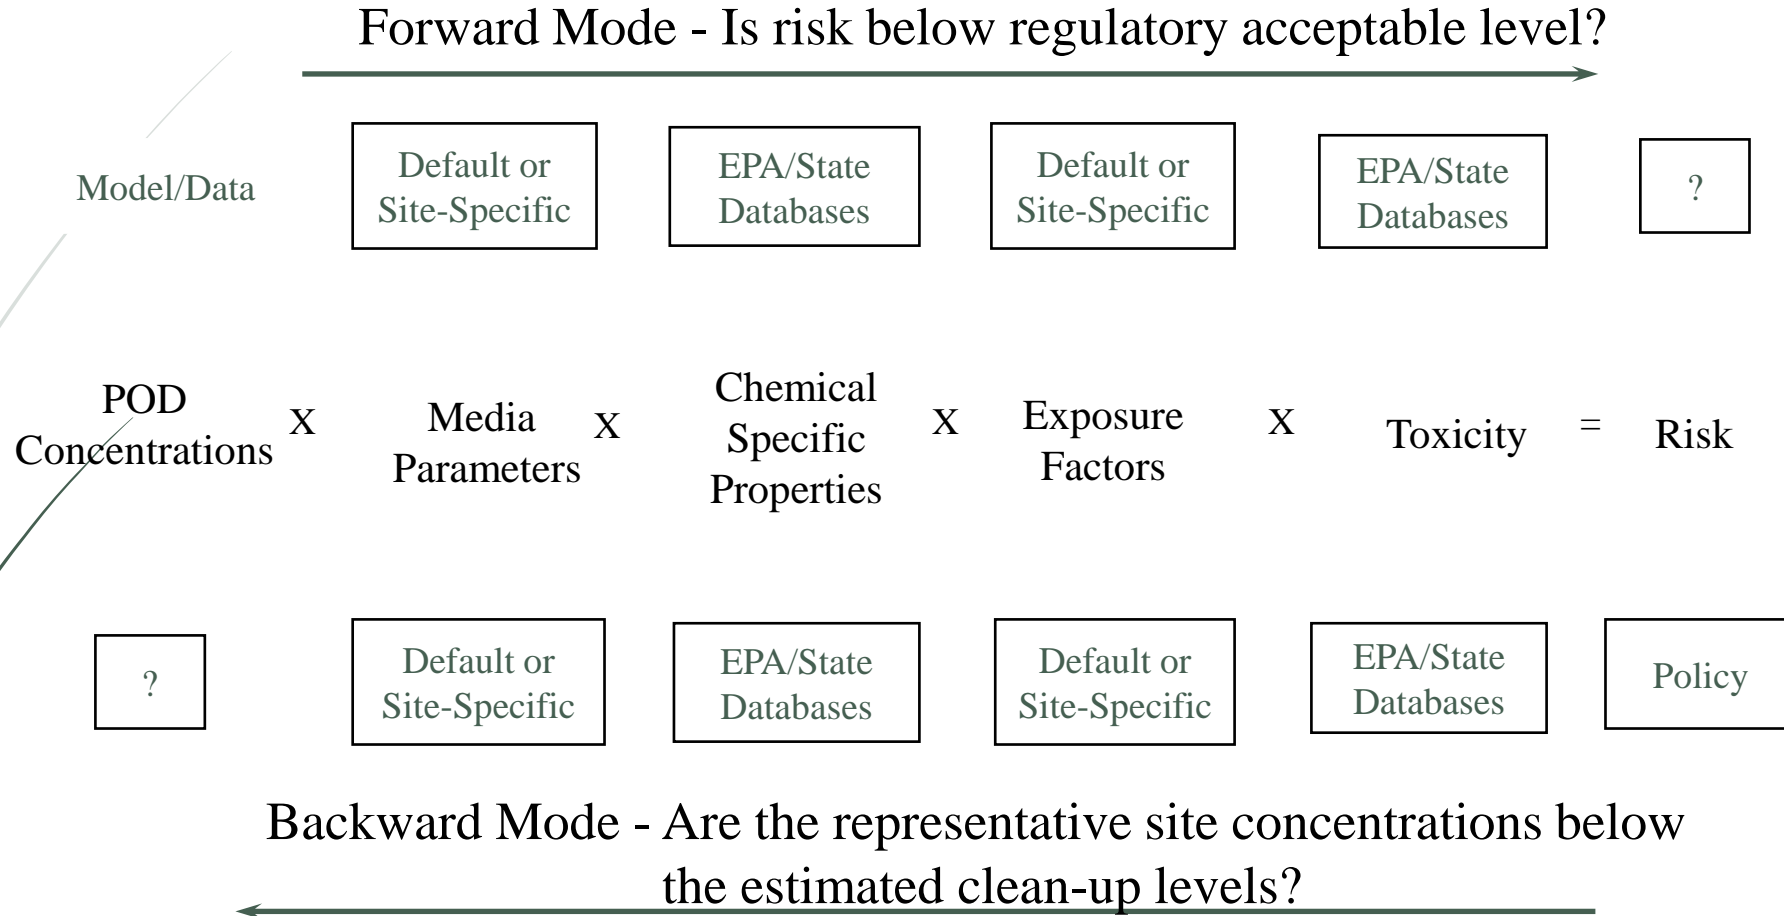 Forward Mode - Is risk below regulatory acceptable level?
Model/Data
Default or
Site-Specific
EPA/State
Databases
Default or
Site-Specific
EPA/State
Databases
?
POD
Concentrations
X
Media
Parameters
X
Chemical
Specific
Properties
X
Exposure
Factors
X
Toxicity
=
Risk
?
Default or
Site-Specific
EPA/State
Databases
Default or
Site-Specific
EPA/State
Databases
Policy
Backward Mode - Are the representative site concentrations below
the estimated clean-up levels?